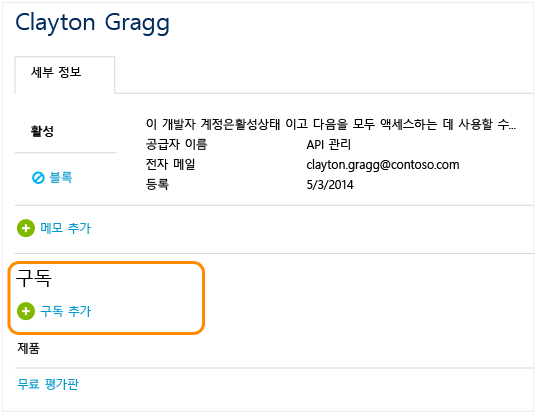 Clayton Gragg
세부 정보
활성
이 개발자 계정은활성상태 이고 다음을 모두 액세스하는 데 사용할 수...
공급자 이름 API 관리
전자 메일 clayton.gragg@contoso.com
블록
등록 5/3/2014
메모 추가
구독
구독 추가
제품
무료 평가판